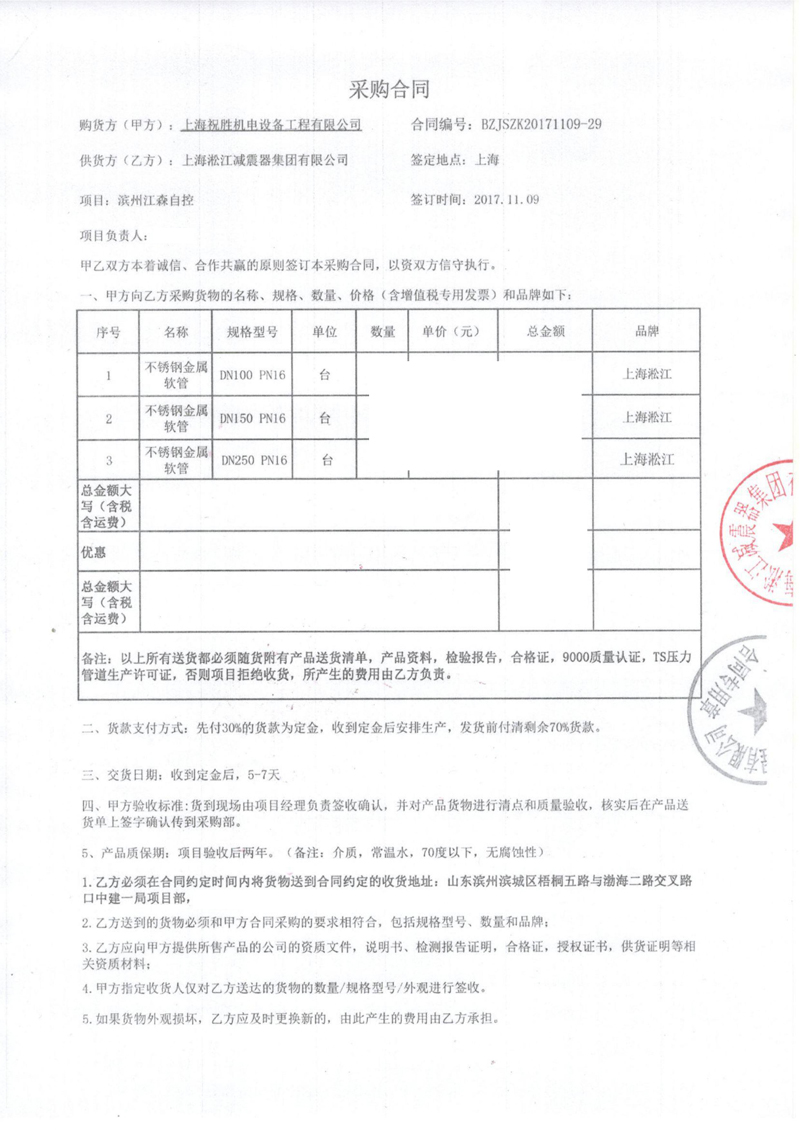 采购合同
购货方（甲方）：上海祝胜机电设备工程有限公司 合同编号：BZJSZK20171109-29
供货方（乙方）：上海淞江减震器集团有限公司 签定地点：上海
项目：滨州江森自控 签订时间：2017.11.09
项目负责人：
甲乙双方本着诚信、合作共赢的原则签订本采购合同，以资双方信守执行。
一、甲方向乙方采购货物的名称、规格、数量、价格（含增值税专用发票）和品牌如下：
序号 名称 规格型号 单位 数量 单价（元） 总金额 品牌
1 不锈钢金属软管 DN100 PN16 台 上海淞江
2 不锈钢金属软管 DN150 PN16 台 上海淞江
3 不锈钢金属软管 DN250 PN16 台 上海淞江
总金额大
写（含税
含运费）
优惠
总金额大
写（含税
含运费）
备注：以上所有送货都必须随货附有产品送货清单，产品资料，检验报告，合格证，9000质量认证，TS压力
管道生产许可证，否则项目拒绝收货，所产生的费用由乙方负责。
二、货款支付方式：先付30%的货款为定金，收到定金后安排生产，发货前付清剩余70%货款。
三、交货日期：收到定金后，5-7天
四、甲方验收标准：货到现场由项目经理负责签收确认，并对产品货物进行清点和质量验收，核实后在产品送
货单上签字确认传到采购部。
5、产品质保期：项目验收后两年。（备注：介质，常温水，70度以下，无腐蚀性）
1.乙方必须在合同约定时间内将货物送到合同约定的收货地址：山东滨州滨城区梧桐五路与渤海二路交叉路
口中建一局项目部，
2.乙方送到的货物必须和甲方合同采购的要求相符合，包括规格型号、数量和品牌；
3.乙方应向甲方提供所售产品的公司的资质文件，说明书、检测报告证明，合格证，授权证书，供货证明等相
关资质材料；
4.甲方指定收货人仅对乙方送达的货物的数量/规格型号/外观进行签收。
5.如果货物外观损坏，乙方应及时更换新的，由此产生的费用由乙方承担。
淞江减震器集团有
合同专用章
程有限公司